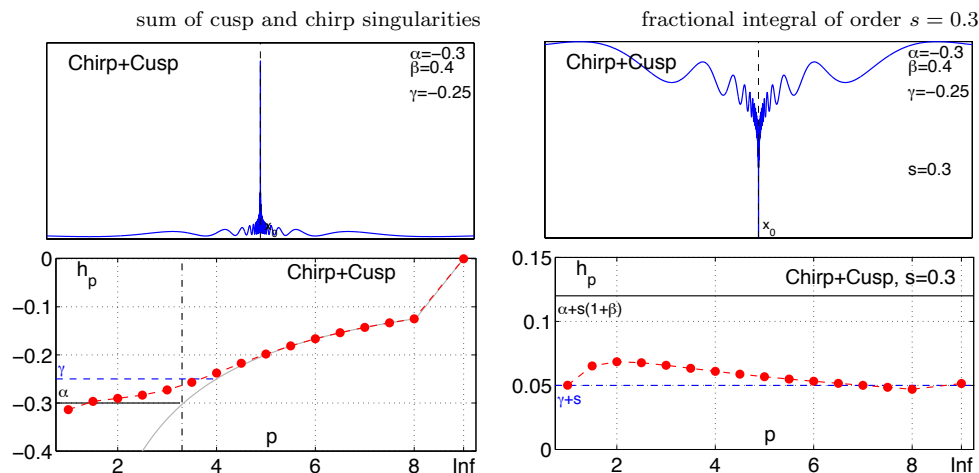 sum of cusp and chirp singularities
Chirp+Cusp
α=−0.3
β=0.4
γ=−0.25
x0
fractional integral of order s = 0.3
Chirp+Cusp
α=−0.3
β=0.4
γ=−0.25
s=0.3
x0
hp
Chirp+Cusp
0
−0.1
−0.2
−0.3
−0.4
γ
α
p
2 4 6 8 Inf
hp
Chirp+Cusp, s=0.3
0.15
0.1
0.05
0
α+s(1+β)
γ+s
p
2 4 6 8 Inf